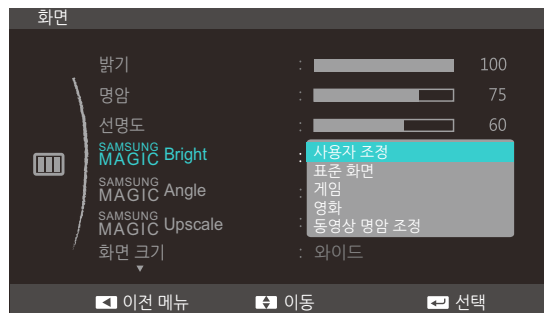 화면
밝기 : 100
명암 : 75
선명도 : 60
SAMSUNG MAGIC Bright :
사용자 조정
표준 화면
게임
영화
동영상 명암 조정
SAMSUNG MAGIC Angle :
SAMSUNG MAGIC Upscale :
화면 크기 : 와이드
이전 메뉴 이동 선택